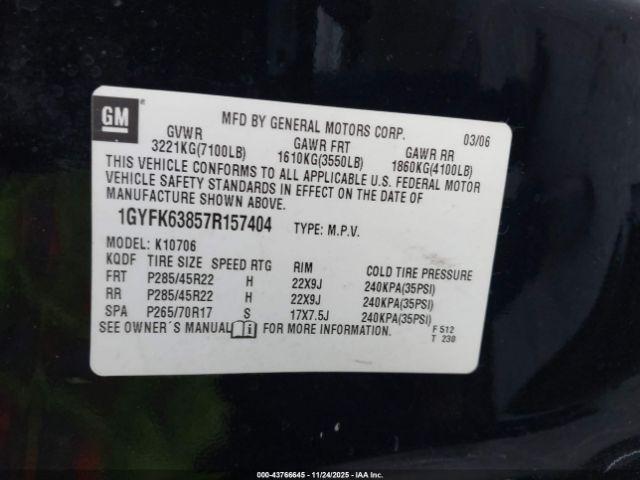 GM
MFD BY GENERAL MOTORS CORP. 03/06
GVWR GAWR FRT GAWR RR
3221KG(7100LB) 1610KG(3550LB) 1860KG(4100LB)
THIS VEHICLE CONFORMS TO ALL APPLICABLE U.S. FEDERAL MOTOR
VEHICLE SAFETY STANDARDS IN EFFECT ON THE DATE OF
MANUFACTURE SHOWN ABOVE.
1GYFK63857R157404 TYPE: M.P.V.
MODEL: K10706
KQDF TIRE SIZE SPEED RTG RIM COLD TIRE PRESSURE
FRT P285/45R22 H 22X9J 240KPA(35PSI)
RR P285/45R22 H 22X9J 240KPA(35PSI)
SPA P265/70R17 S 17X7.5J 240KPA(35PSI)
SEE OWNER'S MANUAL FOR MORE INFORMATION.
F 512
T 230
000-43766645 - 11/24/2025 - IAA Inc.